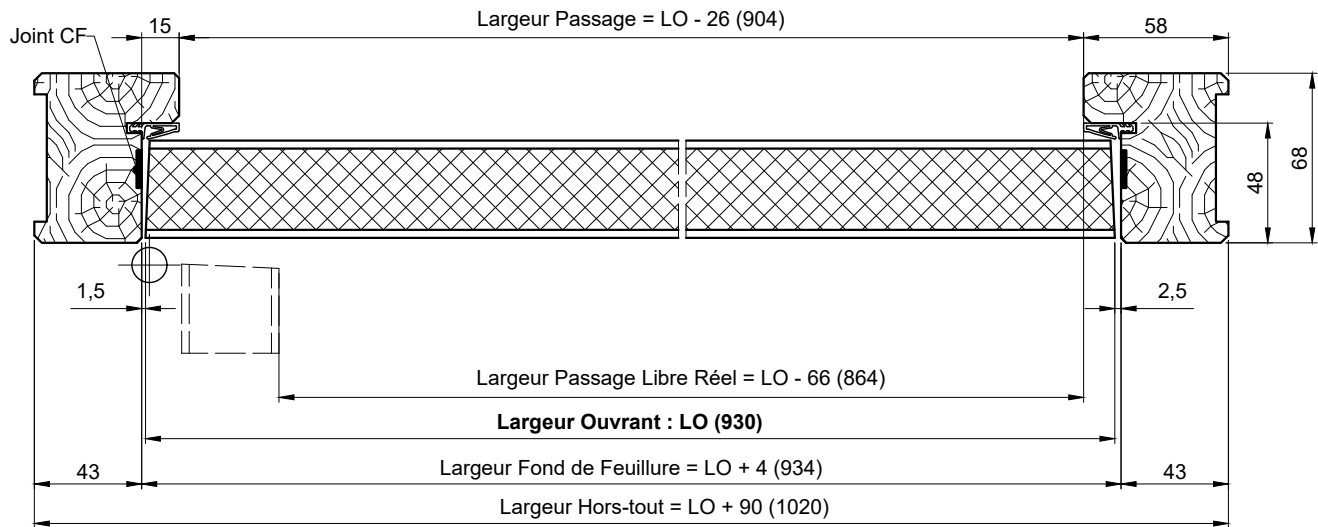 Largeur Passage = LO - 26 (904)
15
58
Joint CF
48
68
1,5
2,5
Largeur Passage Libre Réel = LO - 66 (864)
Largeur Ouvrant : LO (930)
43
Largeur Fond de Feuillure = LO + 4 (934)
43
Largeur Hors-tout = LO + 90 (1020)